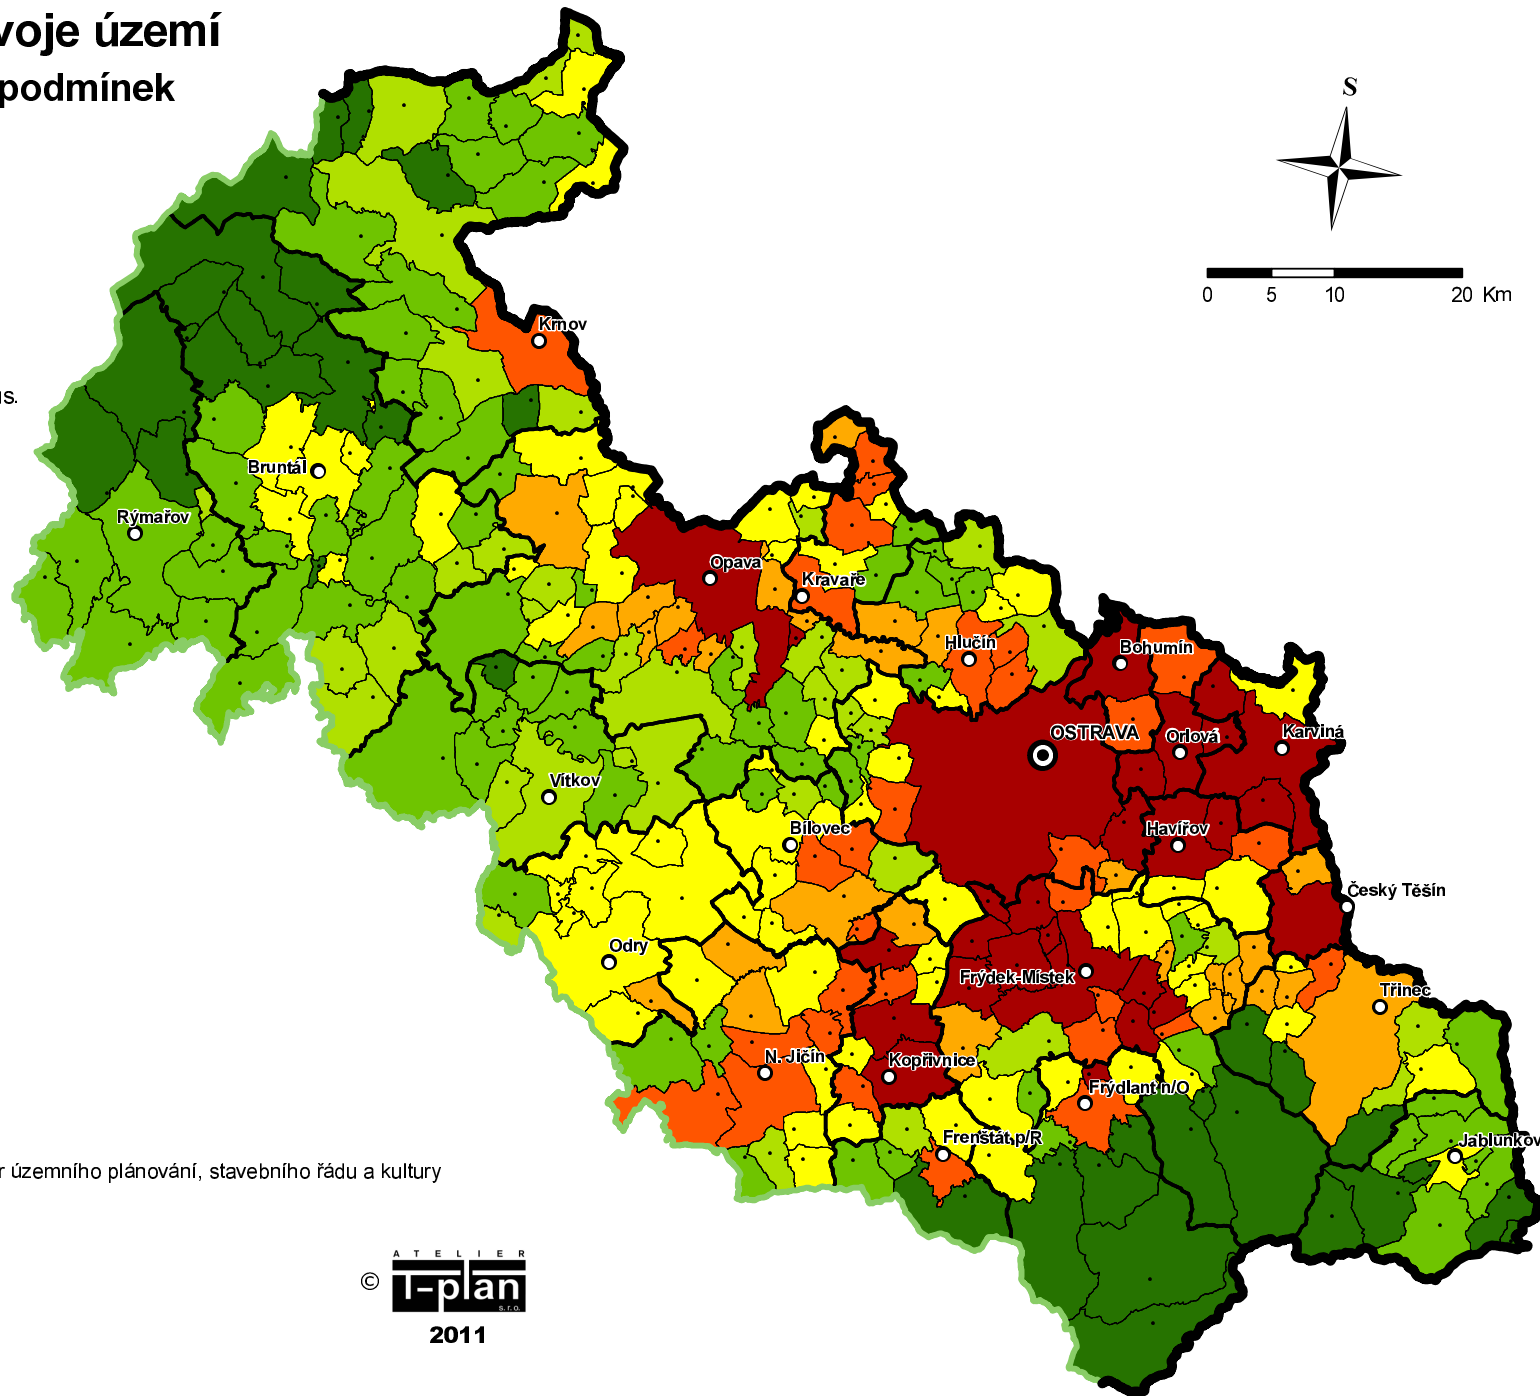 voje území
podmínek
S
0 5 10 20 Km
Krnov
us.
Bruntál
Rýmařov
Opava
Kravaře
Hlučín
Bohumín
OSTRAVA
Orlová
Karviná
Vítkov
Bílovec
Havířov
Český Těšín
Odry
Frýdek-Místek
Třinec
N. Jičín
Kopřivnice
Frýdlant n/O
Frenštát p/R
Jablunkov
r územního plánování, stavebního řádu a kultury
ATELIER
©
T-plan
s.r.o.
2011